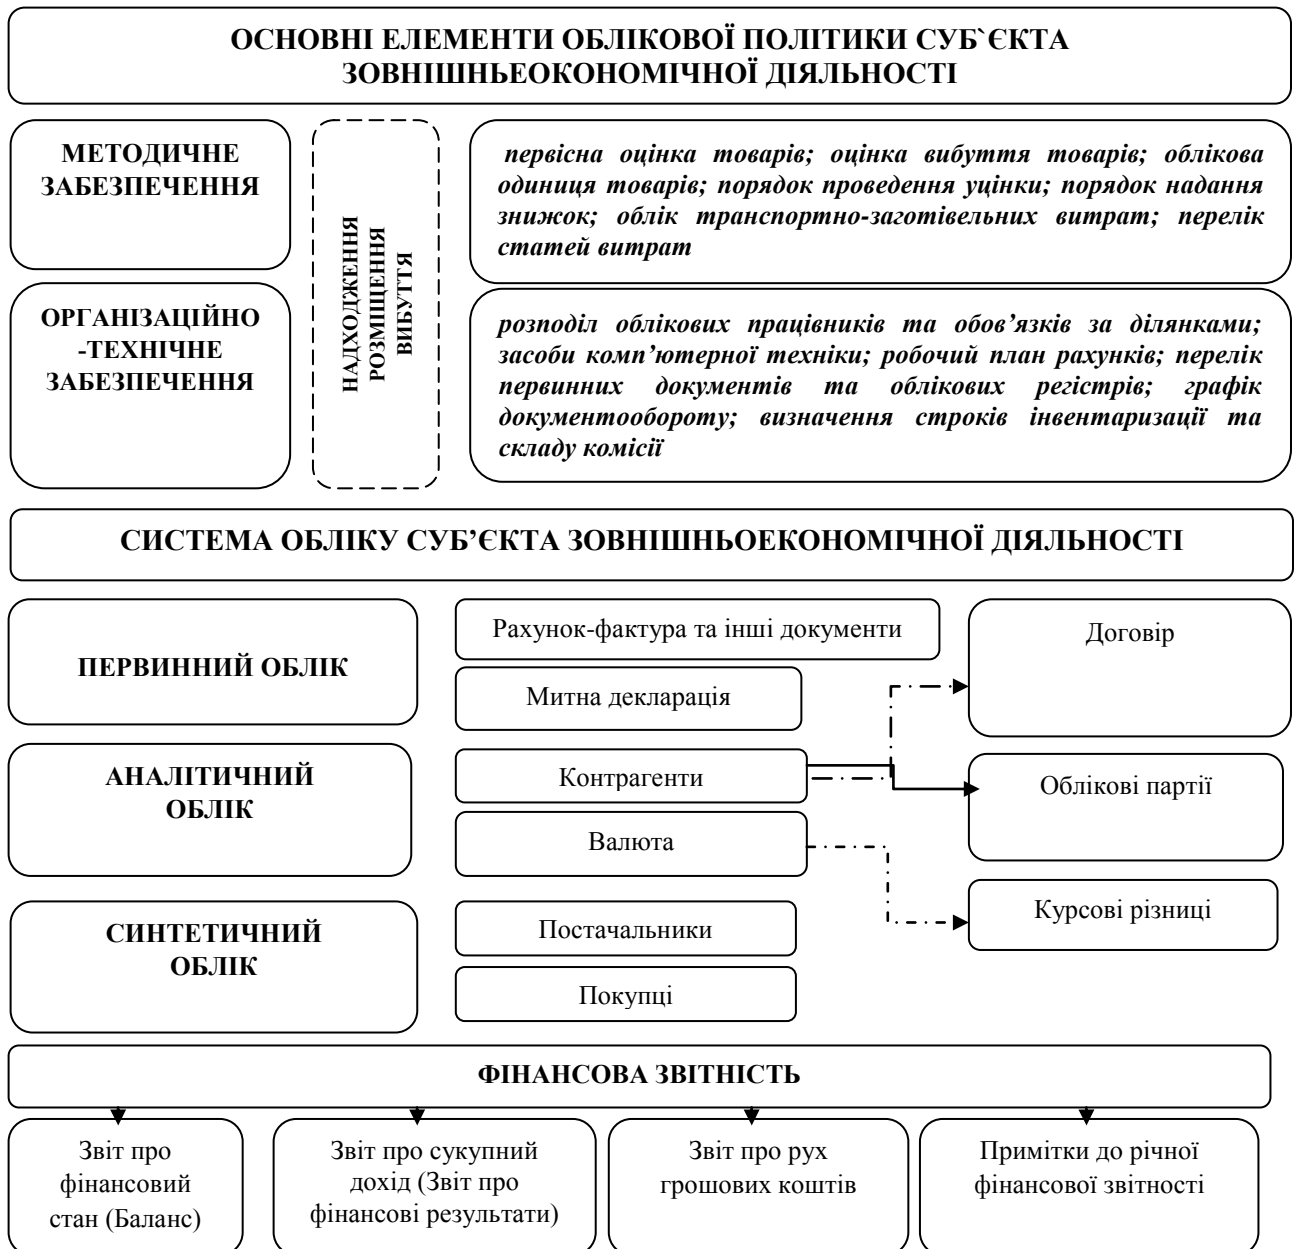 ОСНОВНІ ЕЛЕМЕНТИ ОБЛІКОВОЇ ПОЛІТИКИ СУБ`ЄКТА
ЗОВНІШНЬЕОКОНОМІЧНОЇ ДІЯЛЬНОСТІ
МЕТОДИЧНЕ
ЗАБЕЗПЕЧЕННЯ
НАДХОДЖЕННЯ
РОЗМІЩЕННЯ
ВИБУТТЯ
первісна оцінка товарів; оцінка вибуття товарів; облікова
одиниця товарів; порядок проведення уцінки; порядок надання
знижок; облік транспортно-заготівельних витрат; перелік
статей витрат
ОРГАНІЗАЦІЙНО
-ТЕХНІЧНЕ
ЗАБЕЗПЕЧЕННЯ
розподіл облікових працівників та обов’язків за ділянками;
засоби комп’ютерної техніки; робочий план рахунків; перелік
первинних документів та облікових регістрів; графік
документообороту; визначення строків інвентаризації та
складу комісії
СИСТЕМА ОБЛІКУ СУБ’ЄКТА ЗОВНІШНЬОЕКОНОМІЧНОЇ ДІЯЛЬНОСТІ
ПЕРВИННИЙ ОБЛІК
Рахунок-фактура та інші документи
Митна декларація
Договір
АНАЛІТИЧНИЙ
ОБЛІК
Контрагенти
Валюта
Облікові партії
Курсові різниці
СИНТЕТИЧНИЙ
ОБЛІК
Постачальники
Покупці
ФІНАНСОВА ЗВІТНІСТЬ
Звіт про
фінансовий
стан (Баланс)
Звіт про сукупний
дохід (Звіт про
фінансові результати)
Звіт про рух
грошових коштів
Примітки до річної
фінансової звітності